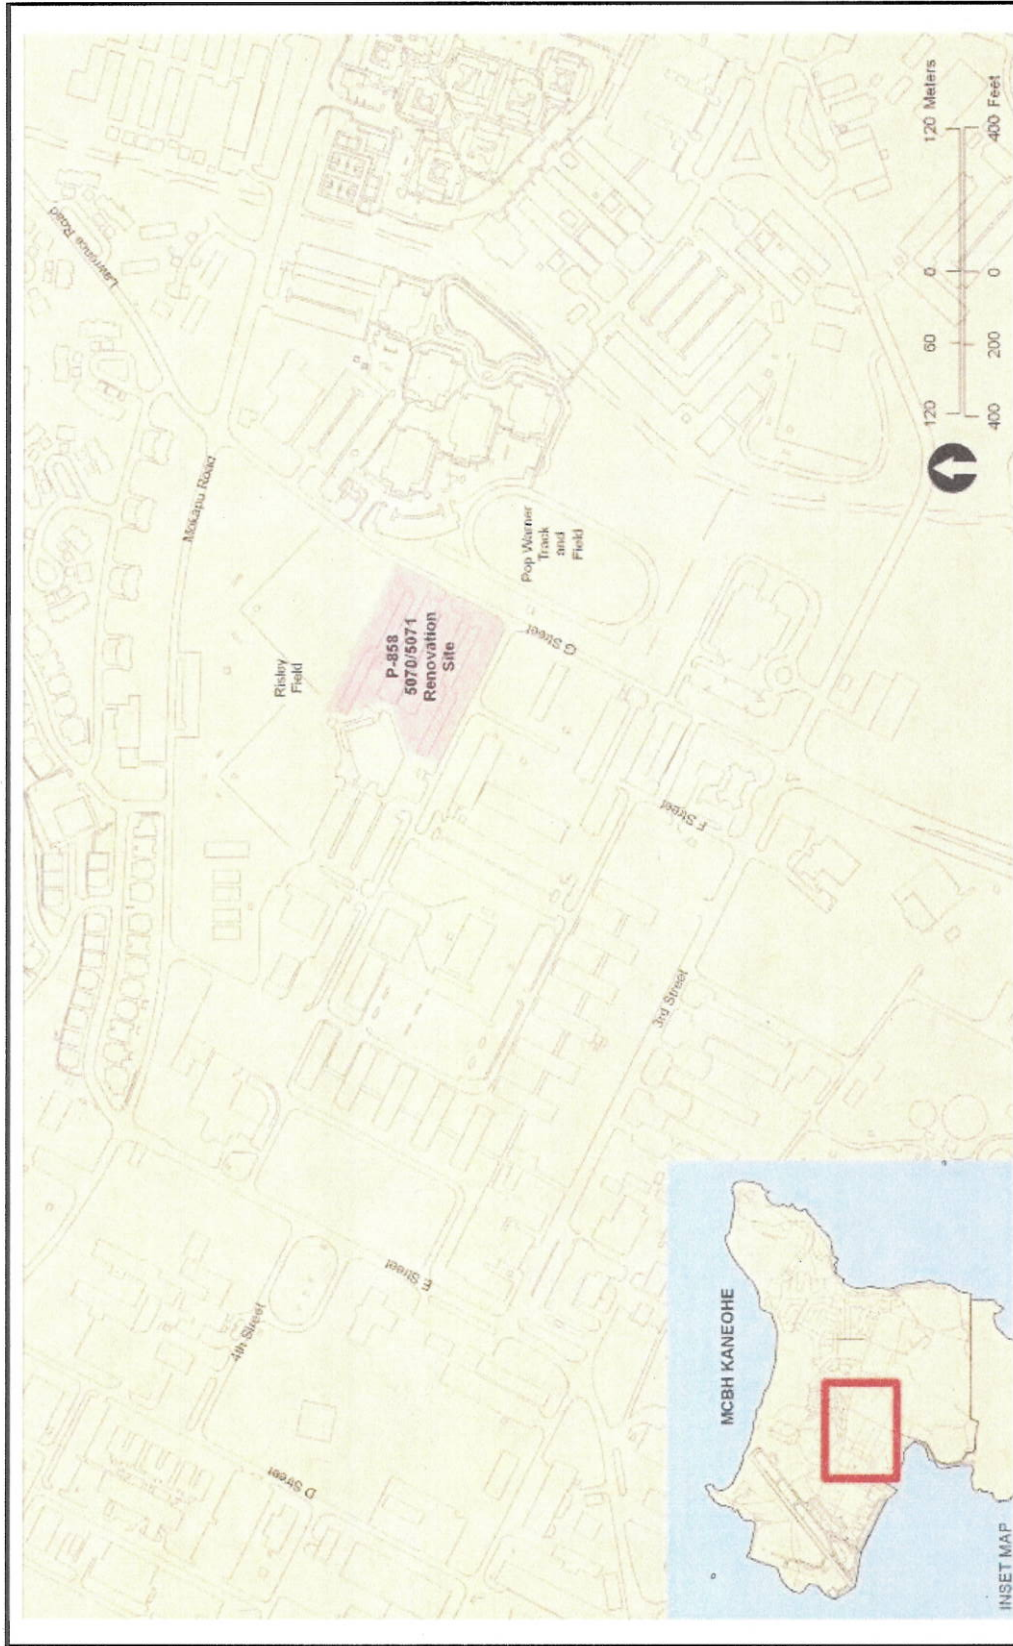 Lawrence Road
Mokapu Road
Risley
Field
P-858
5070/5071
Renovation
Site
Pop Warner
Track
and
Field
G Street
F Street
3rd Street
E Street
4th Street
D Street
120 60 0 120 Meters
400 200 0 400 Feet
MCBH KANEOHE
INSET MAP